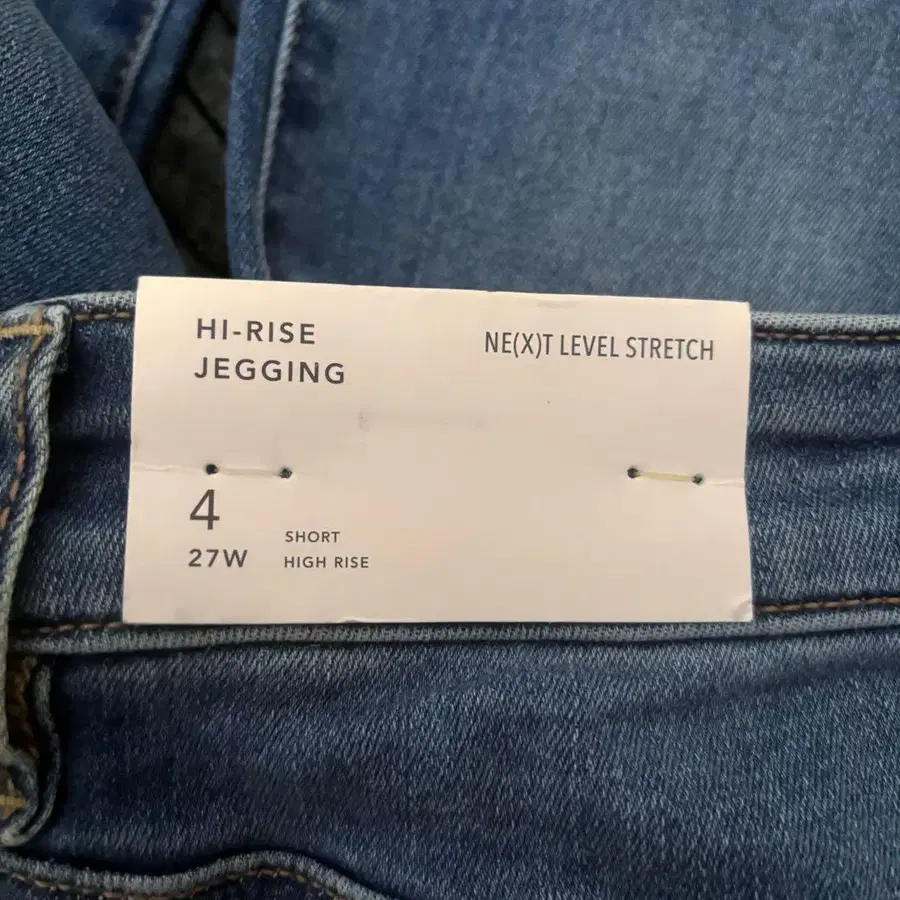 HI-RISE
JEGGING
NE(X)T LEVEL STRETCH
4
27W
SHORT
HIGH RISE